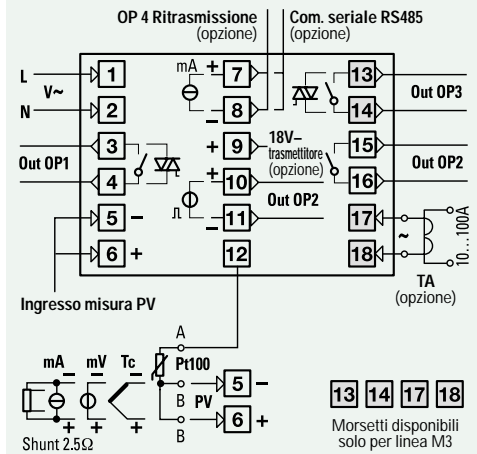 OP 4 Ritrasmissione
(opzione)
Com. seriale RS485
(opzione)
L
V~
N
1
2
3
4
5 -
6 +
Out OP1
mA
+
7
8
-
+ 9
+ 10
- 11
12
18V–
trasmettitore
(opzione)
Out OP2
13
14
15
16
17
18
Out OP3
Out OP2
~
10...100A
TA
(opzione)
Ingresso misura PV
A
Pt100
B
B
PV
5 -
6 +
mA
mV
Tc
-
-
-
+
+
+
Shunt 2.5Ω
13 14 17 18
Morsetti disponibili
solo per linea M3